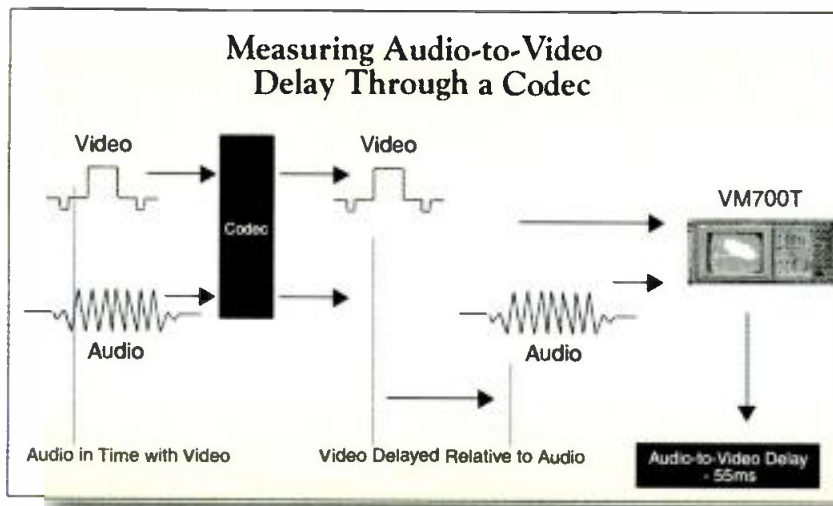 Measuring Audio-to-Video
Delay Through a Codec
Video
Video
VM700T
Codec
Audio
Audio
Audio in Time with Video
Video Delayed Relative to Audio
Audio-to-Video Delay
- 55ms